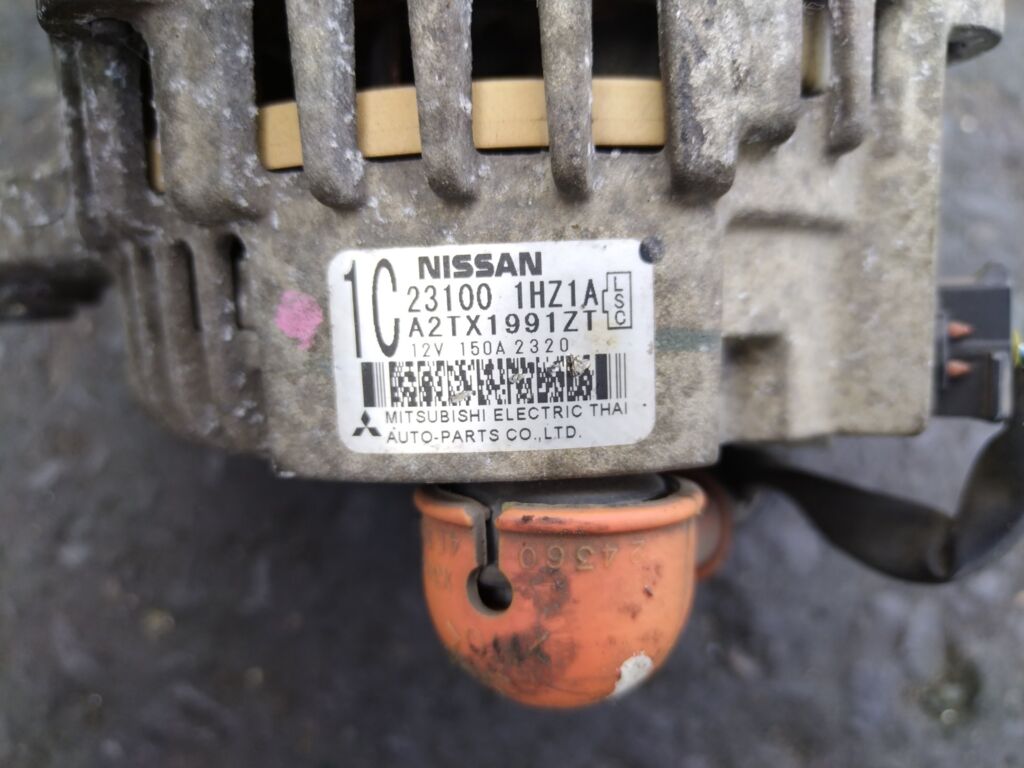 1C NISSAN
23100 1HZ1A LSC
A2TX1991ZT
12V 150A 2320
MITSUBISHI ELECTRIC THAI
AUTO-PARTS CO.,LTD.
24360